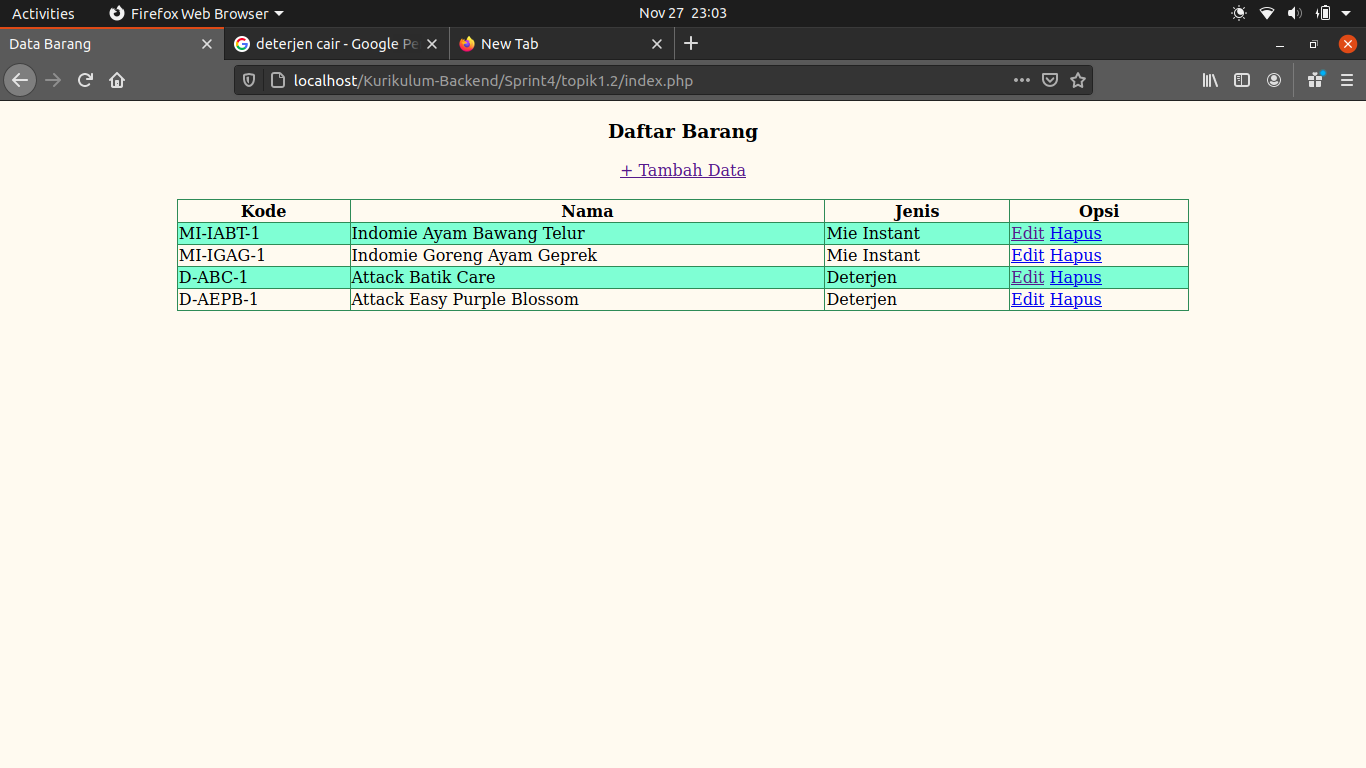 Activities Firefox Web Browser Nov 27 23:03
Data Barang deterjen cair - Google Pe New Tab
localhost/Kurikulum-Backend/Sprint4/topik1.2/index.php
Daftar Barang
+ Tambah Data
Kode Nama Jenis Opsi
MI-IABT-1 Indomie Ayam Bawang Telur Mie Instant Edit Hapus
MI-IGAG-1 Indomie Goreng Ayam Geprek Mie Instant Edit Hapus
D-ABC-1 Attack Batik Care Deterjen Edit Hapus
D-AEPB-1 Attack Easy Purple Blossom Deterjen Edit Hapus